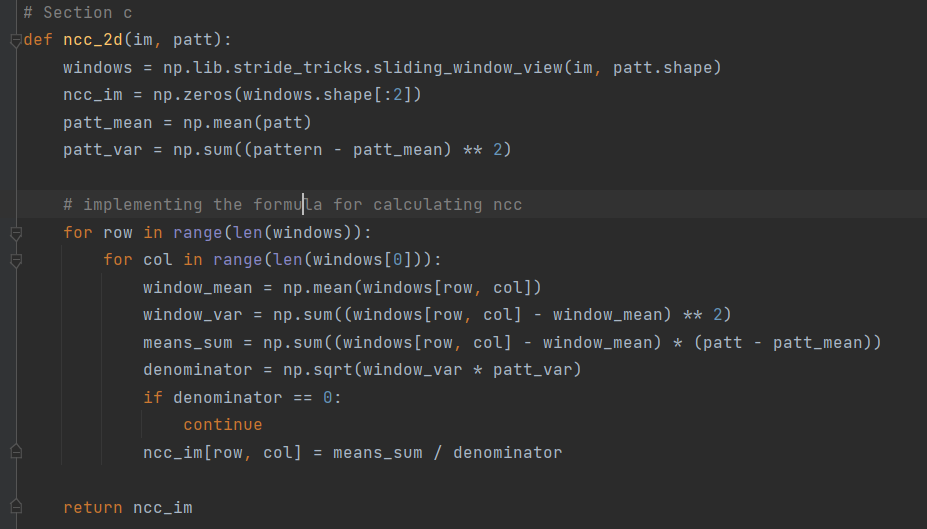 # Section c
def ncc_2d(im, patt):
    windows = np.lib.stride_tricks.sliding_window_view(im, patt.shape)
    ncc_im = np.zeros(windows.shape[:2])
    patt_mean = np.mean(patt)
    patt_var = np.sum((pattern - patt_mean) ** 2)

    # implementing the formula for calculating ncc
    for row in range(len(windows)):
        for col in range(len(windows[0])):
            window_mean = np.mean(windows[row, col])
            window_var = np.sum((windows[row, col] - window_mean) ** 2)
            means_sum = np.sum((windows[row, col] - window_mean) * (patt - patt_mean))
            denominator = np.sqrt(window_var * patt_var)
            if denominator == 0:
                continue
            ncc_im[row, col] = means_sum / denominator

    return ncc_im